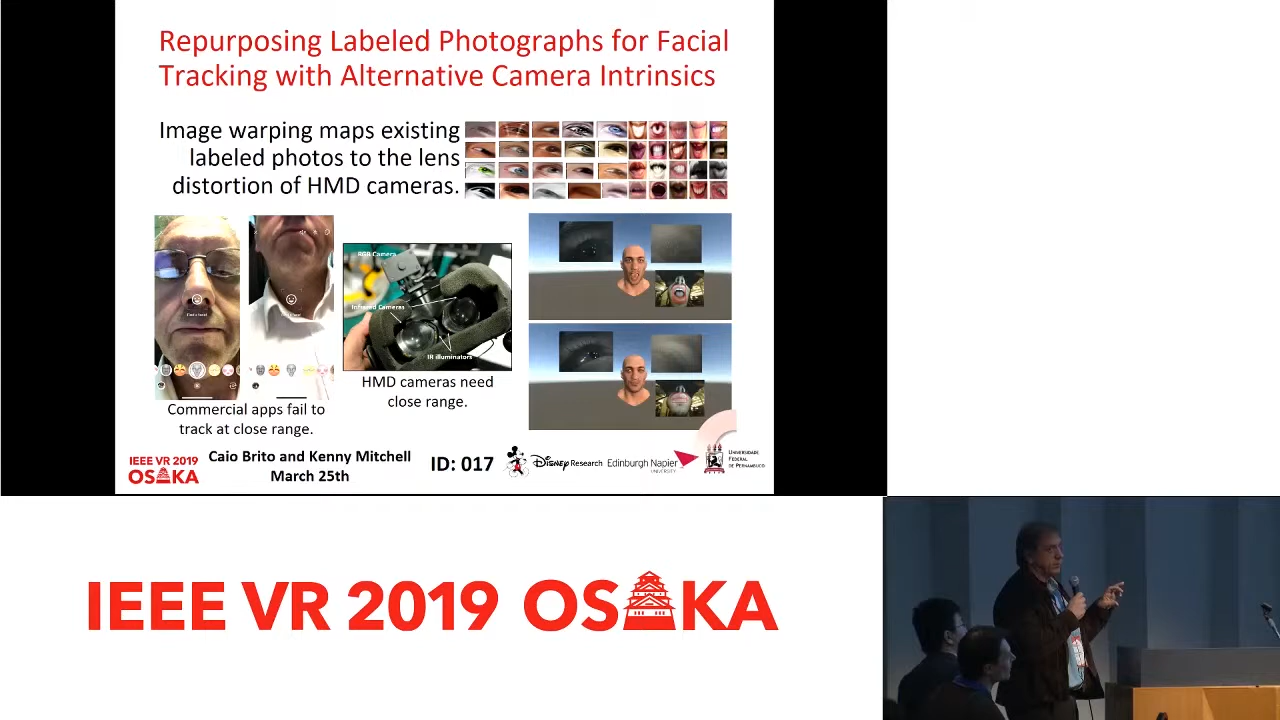 Repurposing Labeled Photographs for Facial
Tracking with Alternative Camera Intrinsics
Image warping maps existing
labeled photos to the lens
distortion of HMD cameras.
RGB Camera
Infrared Cameras
IR illuminators
Commercial apps fail to
track at close range.
HMD cameras need
close range.
IEEE VR 2019
OSAKA
Caio Brito and Kenny Mitchell
March 25th
ID: 017
Disney Research
Edinburgh Napier
UNIVERSITY
UNIVERSIDADE
FEDERAL
DE PERNAMBUCO
IEEE VR 2019 OSAKA